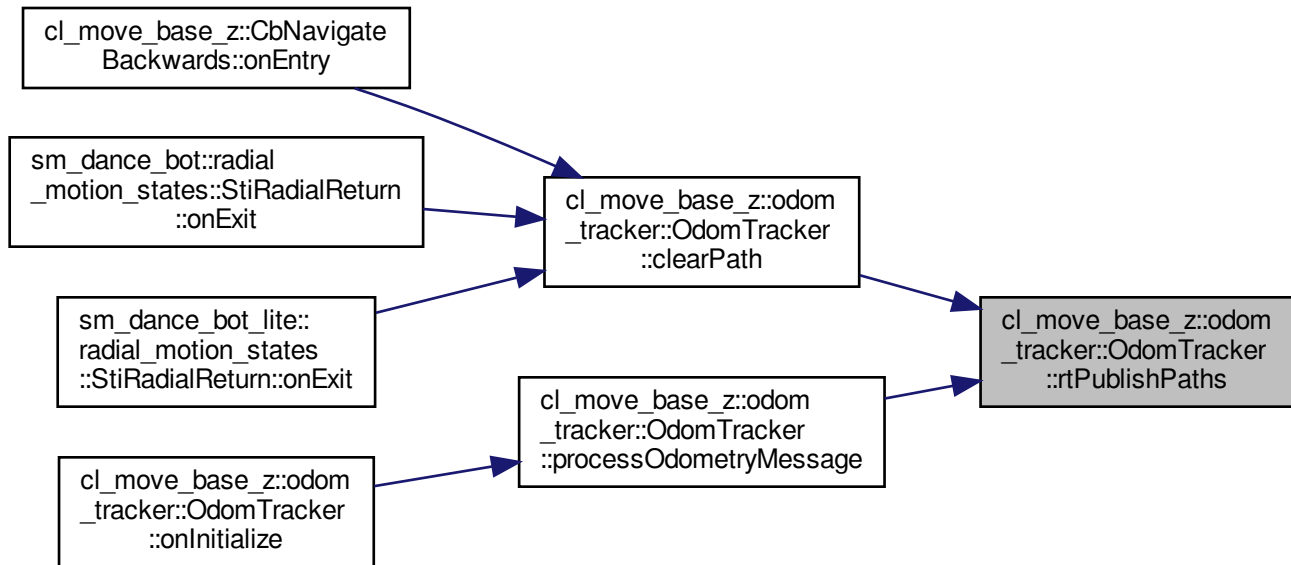 cl_move_base_z::CbNavigate
Backwards::onEntry
sm_dance_bot::radial
_motion_states::StiRadialReturn
::onExit
sm_dance_bot_lite::
radial_motion_states
::StiRadialReturn::onExit
cl_move_base_z::odom
_tracker::OdomTracker
::onInitialize
cl_move_base_z::odom
_tracker::OdomTracker
::clearPath
cl_move_base_z::odom
_tracker::OdomTracker
::processOdometryMessage
cl_move_base_z::odom
_tracker::OdomTracker
::rtPublishPaths